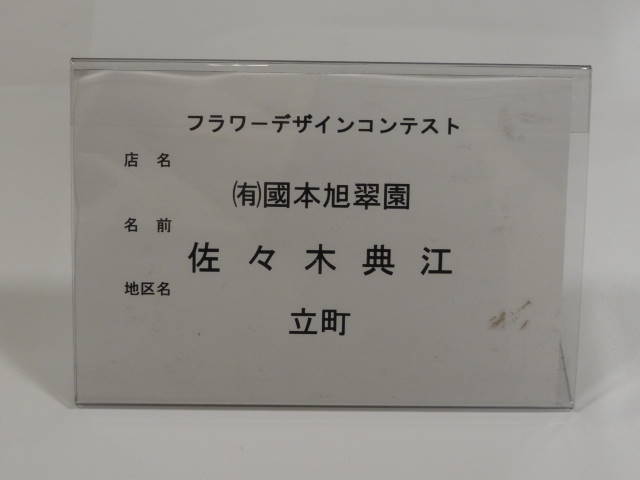 フラワーデザインコンテスト
店名
㈲國本旭翠園
名前
佐々木典江
地区名
立町